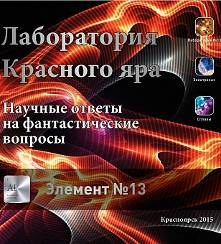 Лаборатория
Красного яра
Научные ответы
на фантастические
вопросы
Al
Элемент №13
Красноярск 2015